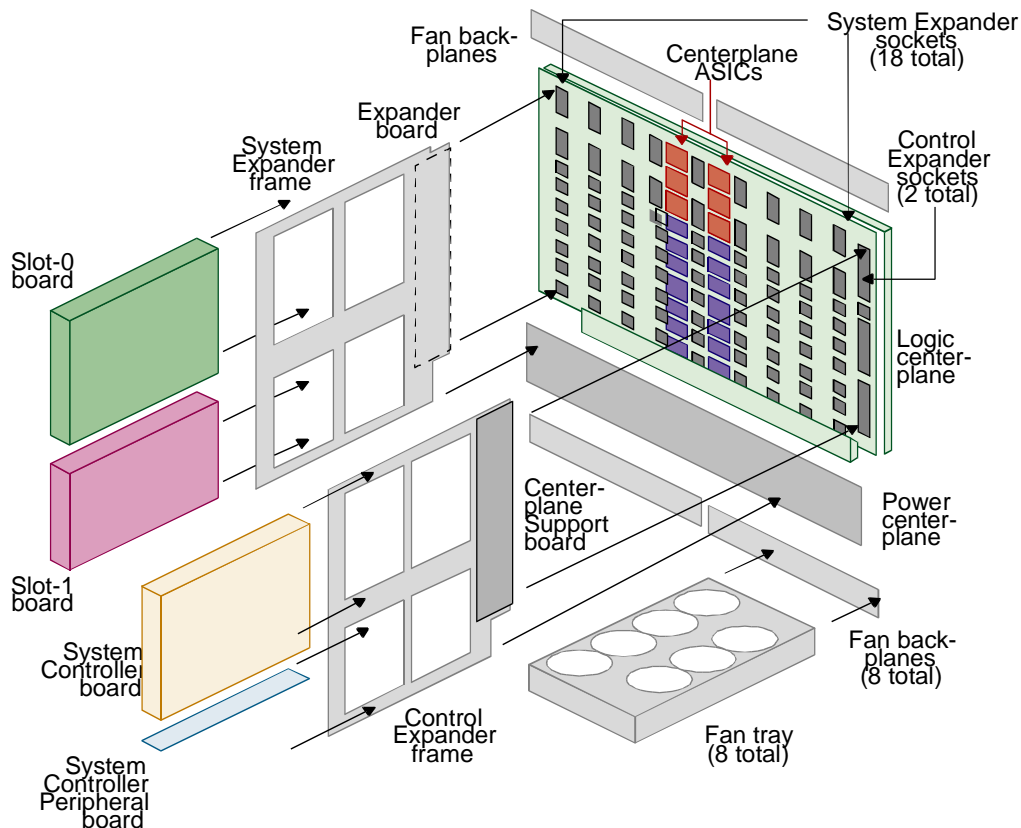 Fan back-
planes
System Expander
sockets
(18 total)
Centerplane
ASICs
Expander
board
System
Expander
frame
Control
Expander
sockets
(2 total)
Slot-0
board
Logic
center-
plane
Center-
plane
Support
board
Power
center-
plane
Slot-1
board
System
Controller
board
Fan back-
planes
(8 total)
Control
Expander
frame
Fan tray
(8 total)
System
Controller
Peripheral
board